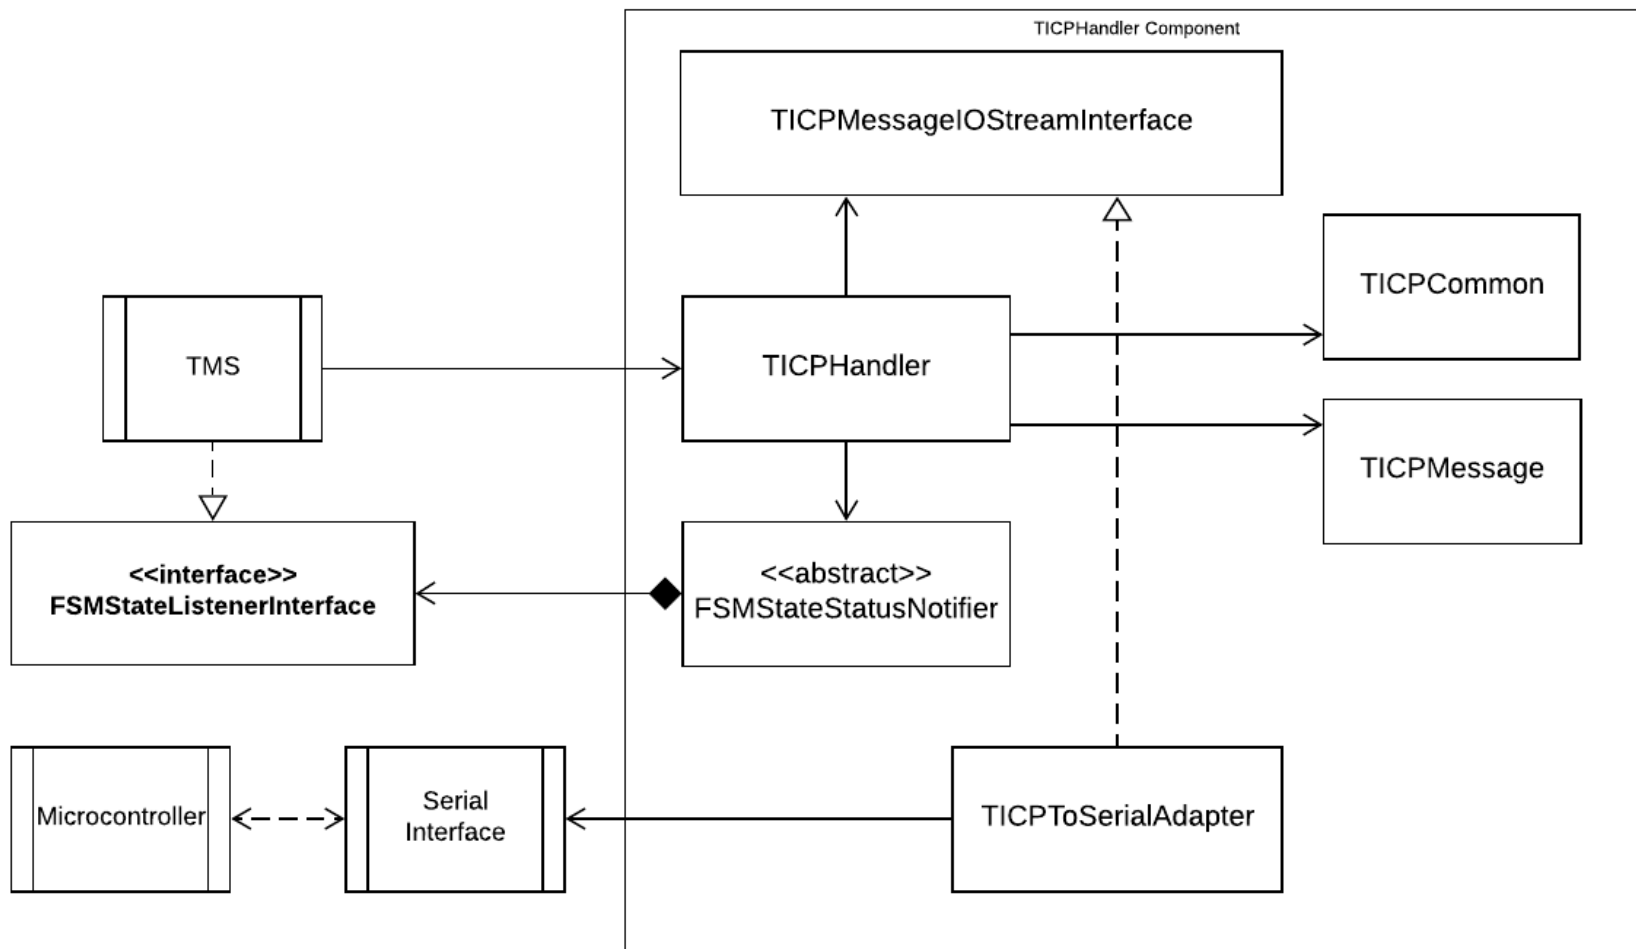 TICPHandler Component
TICPMessageIOStreamInterface
TICPCommon
TMS
TICPHandler
TICPMessage
<<interface>>
FSMStateListenerInterface
<<abstract>>
FSMStateStatusNotifier
Microcontroller
Serial
Interface
TICPToSerialAdapter